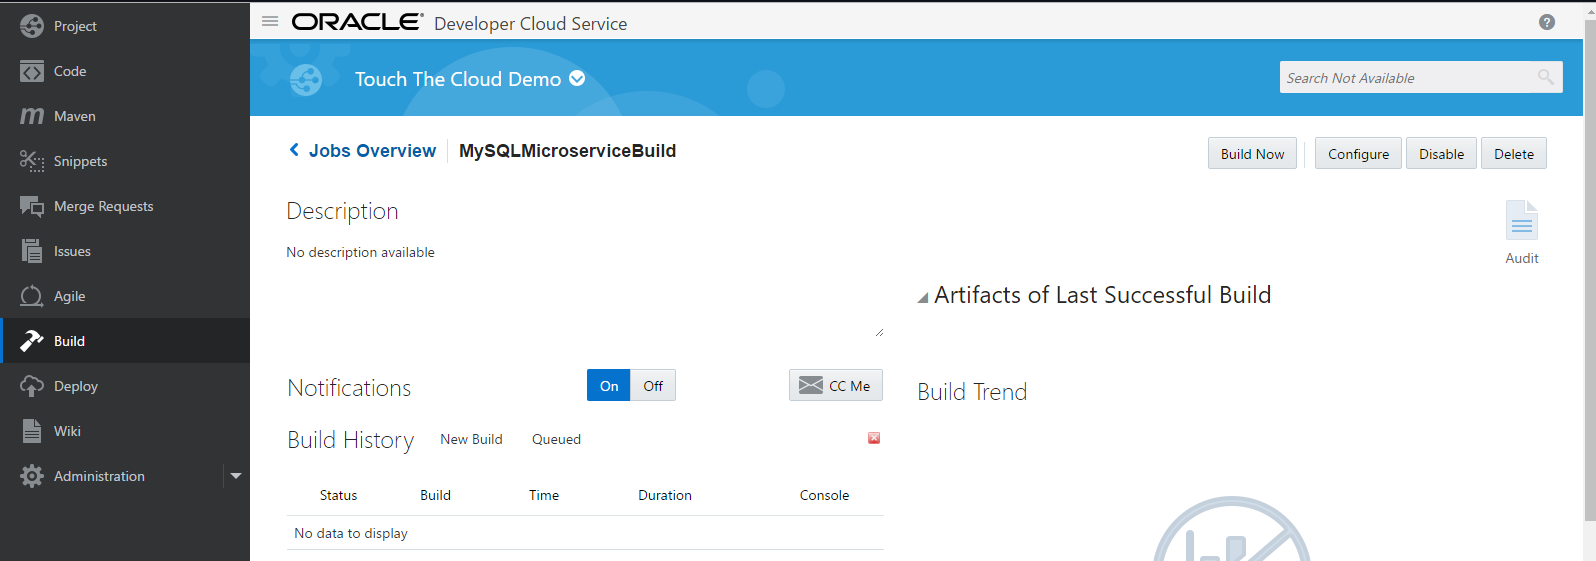 Project
Code
Maven
Snippets
Merge Requests
Issues
Agile
Build
Deploy
Wiki
Administration
ORACLE® Developer Cloud Service
Touch The Cloud Demo
Search Not Available
Jobs Overview MySQLMicroserviceBuild
Build Now Configure Disable Delete
Description
No description available
Audit
Artifacts of Last Successful Build
Notifications On Off CC Me
Build Trend
Build History New Build Queued
Status Build Time Duration Console
No data to display